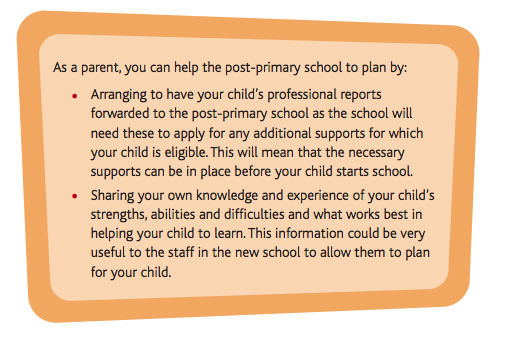 As a parent, you can help the post-primary school to plan by:
• Arranging to have your child's professional reports
forwarded to the post-primary school as the school will
need these to apply for any additional supports for which
your child is eligible. This will mean that the necessary
supports can be in place before your child starts school.
• Sharing your own knowledge and experience of your child's
strengths, abilities and difficulties and what works best in
helping your child to learn. This information could be very
useful to the staff in the new school to allow them to plan
for your child.